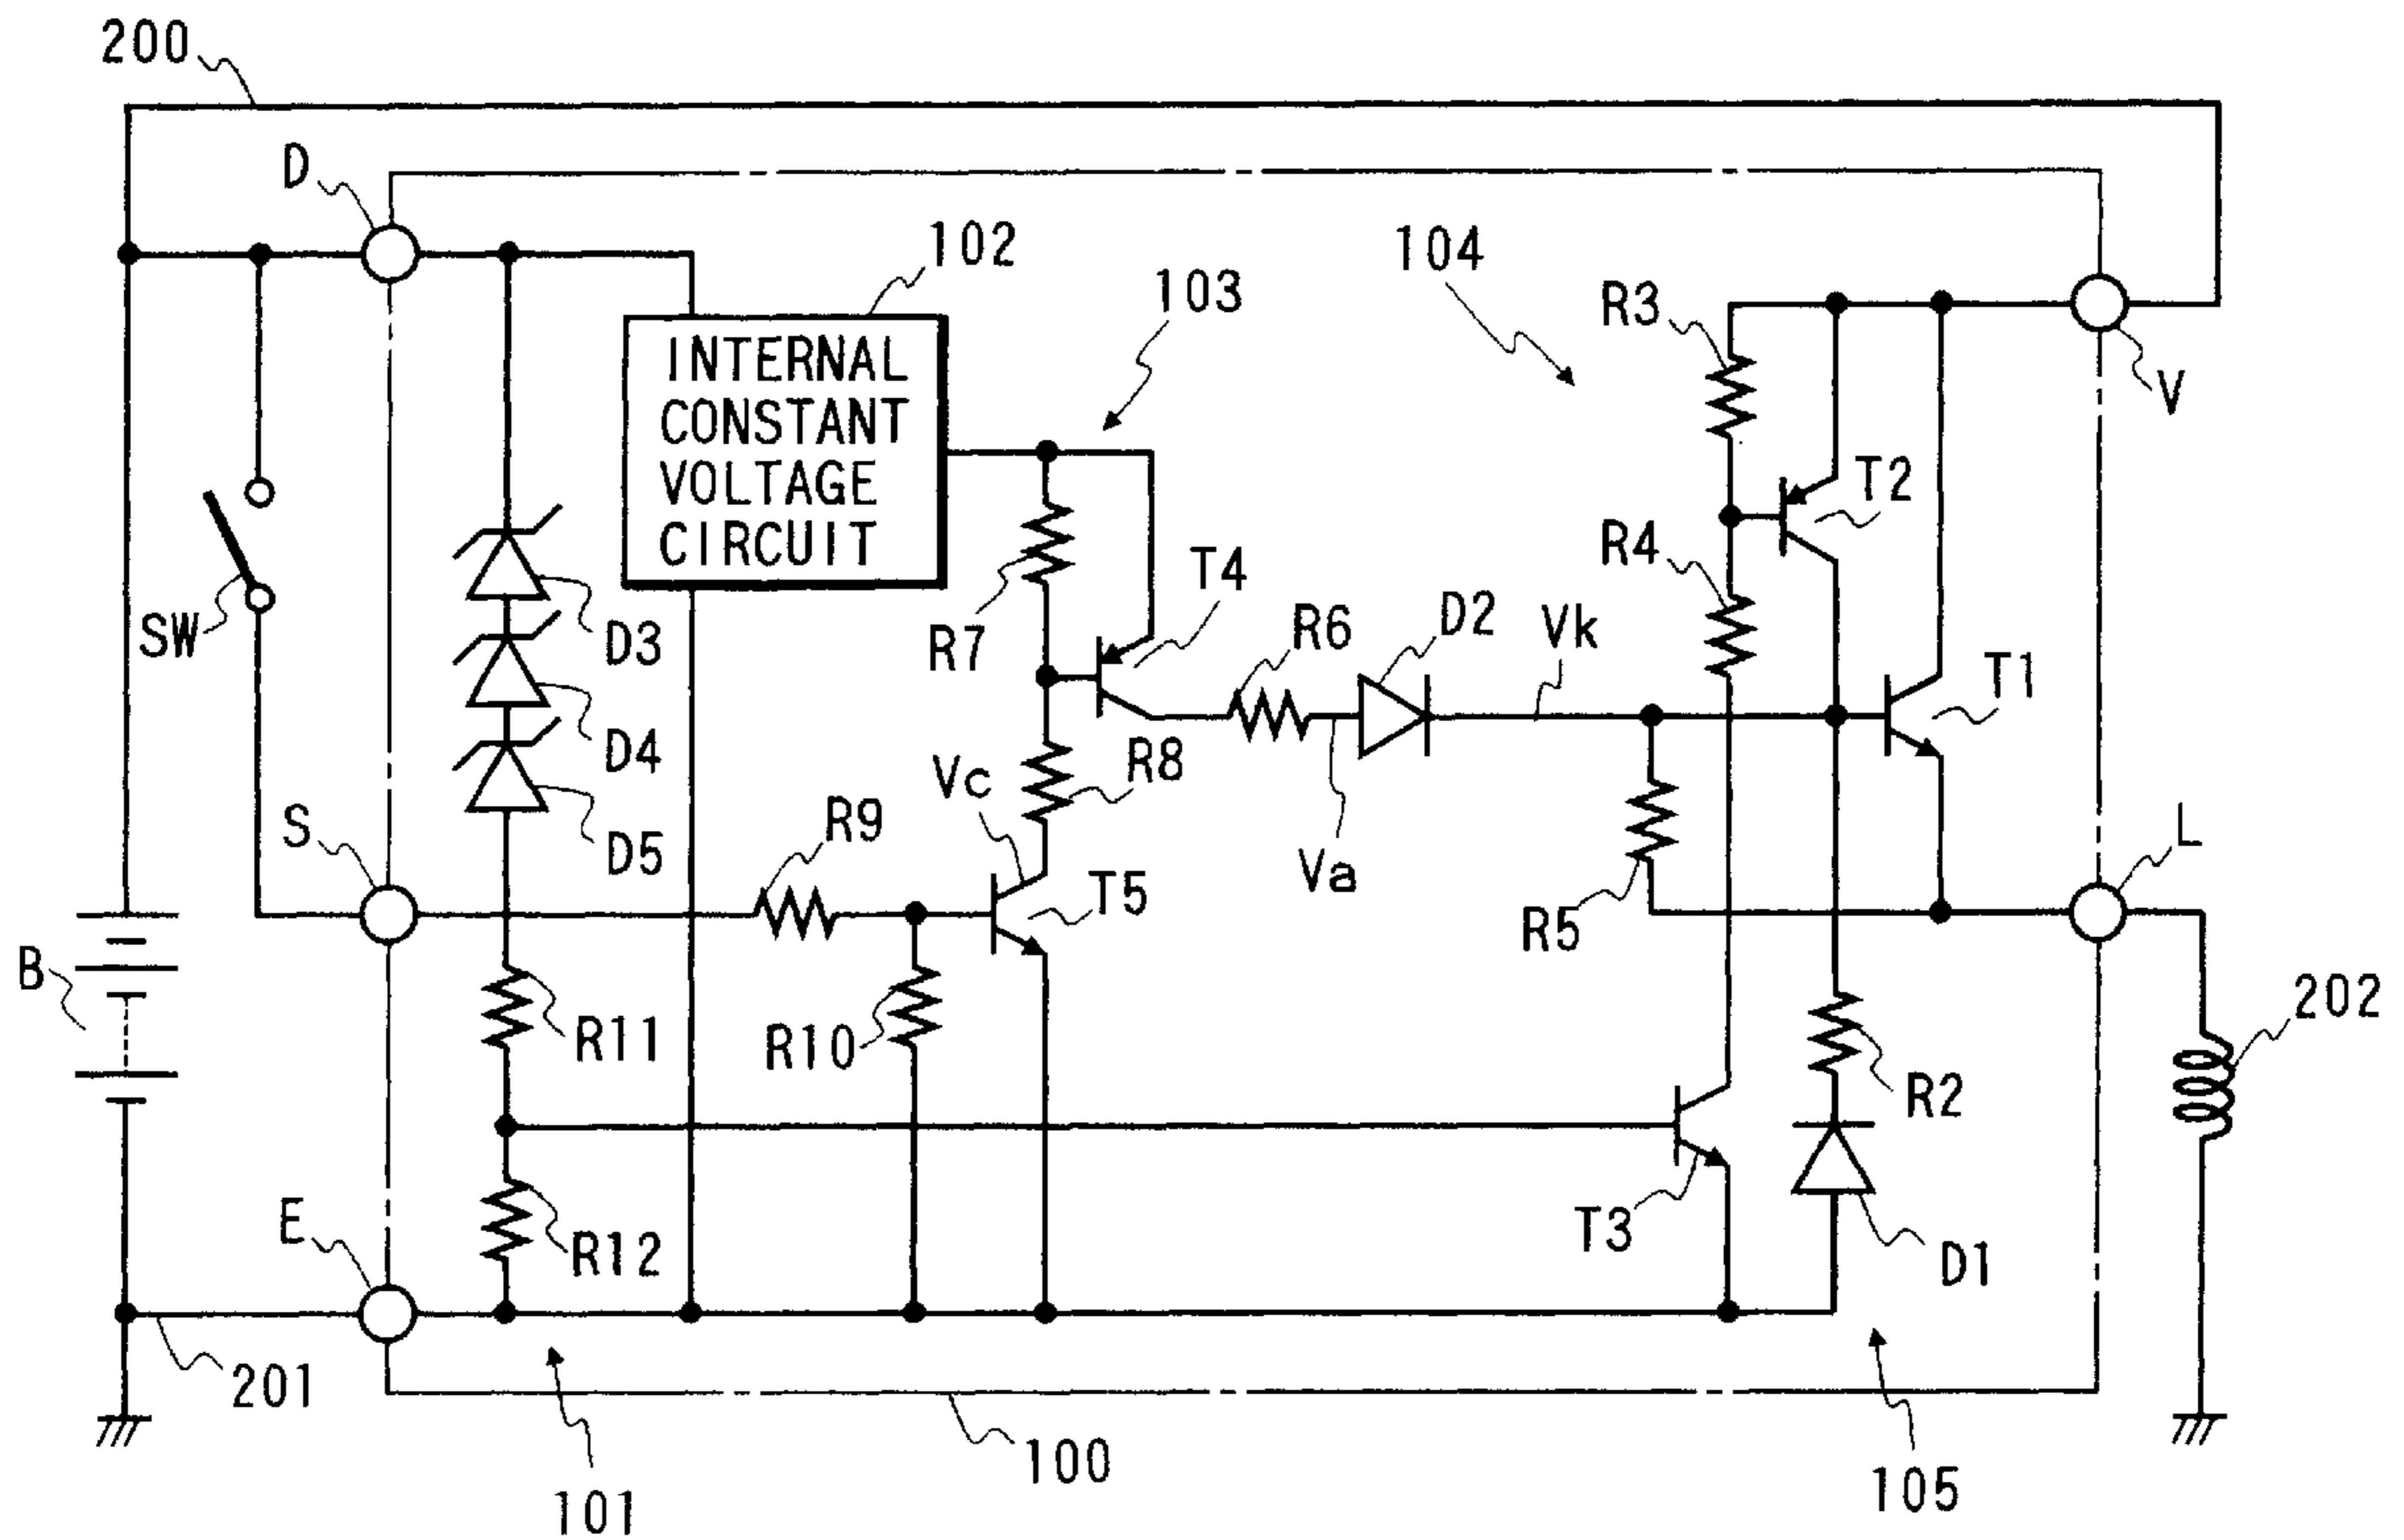 200
D
102
103
104
R3
V
INTERNAL
CONSTANT
VOLTAGE
CIRCUIT
T2
R4
T4
SW
D3
R7
R6
D2
Vk
T1
D4
Vc
R8
S
D5
R9
T5
Va
R5
L
B
R11
R10
202
R2
E
R12
T3
D1
201
100
101
105